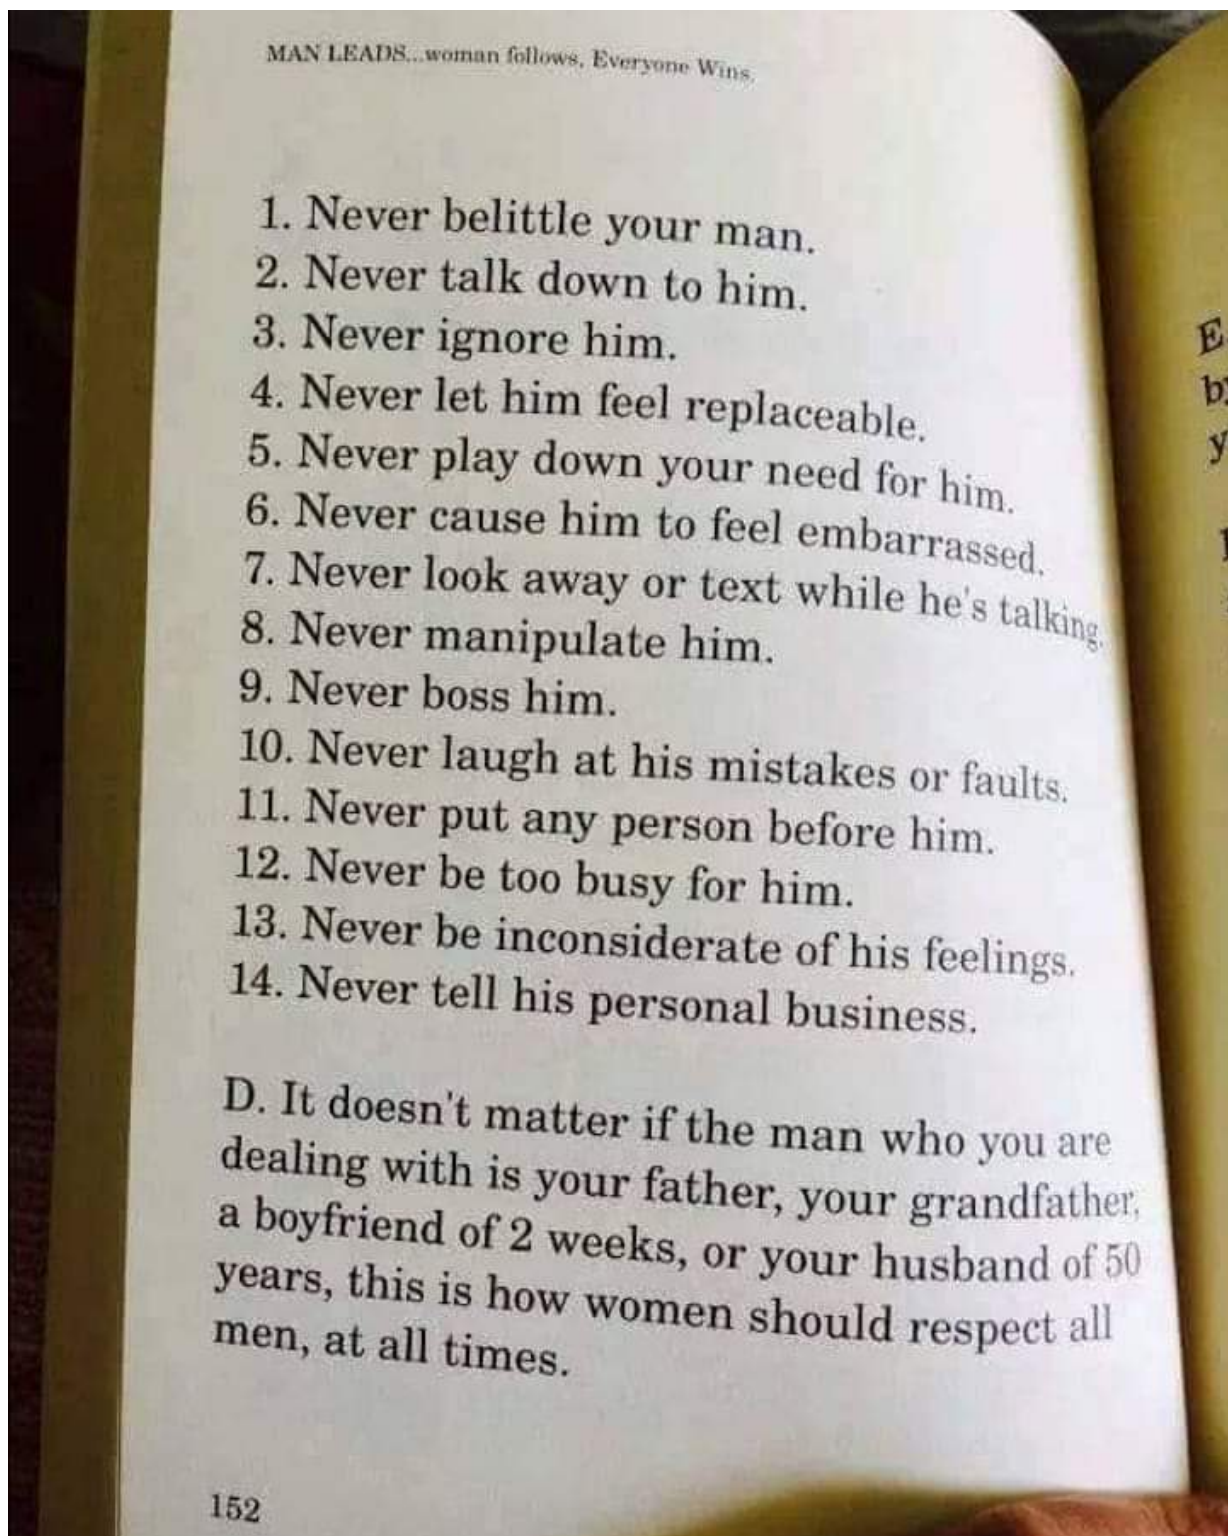 MAN LEADS...woman follows, Everyone Wins.
1. Never belittle your man.
2. Never talk down to him.
3. Never ignore him.
4. Never let him feel replaceable.
5. Never play down your need for him.
6. Never cause him to feel embarrassed.
7. Never look away or text while he's talking.
8. Never manipulate him.
9. Never boss him.
10. Never laugh at his mistakes or faults.
11. Never put any person before him.
12. Never be too busy for him.
13. Never be inconsiderate of his feelings.
14. Never tell his personal business.
D. It doesn't matter if the man who you are
dealing with is your father, your grandfather,
a boyfriend of 2 weeks, or your husband of 50
years, this is how women should respect all
men, at all times.
152